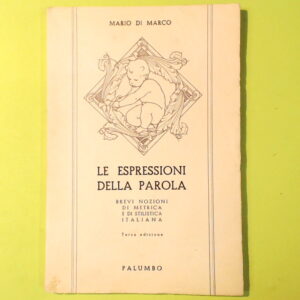 MARIO DI MARCO
LE ESPRESSIONI
DELLA PAROLA
BREVI NOZIONI
DI METRICA
E DI STILISTICA
ITALIANA
Terza edizione
PALUMBO